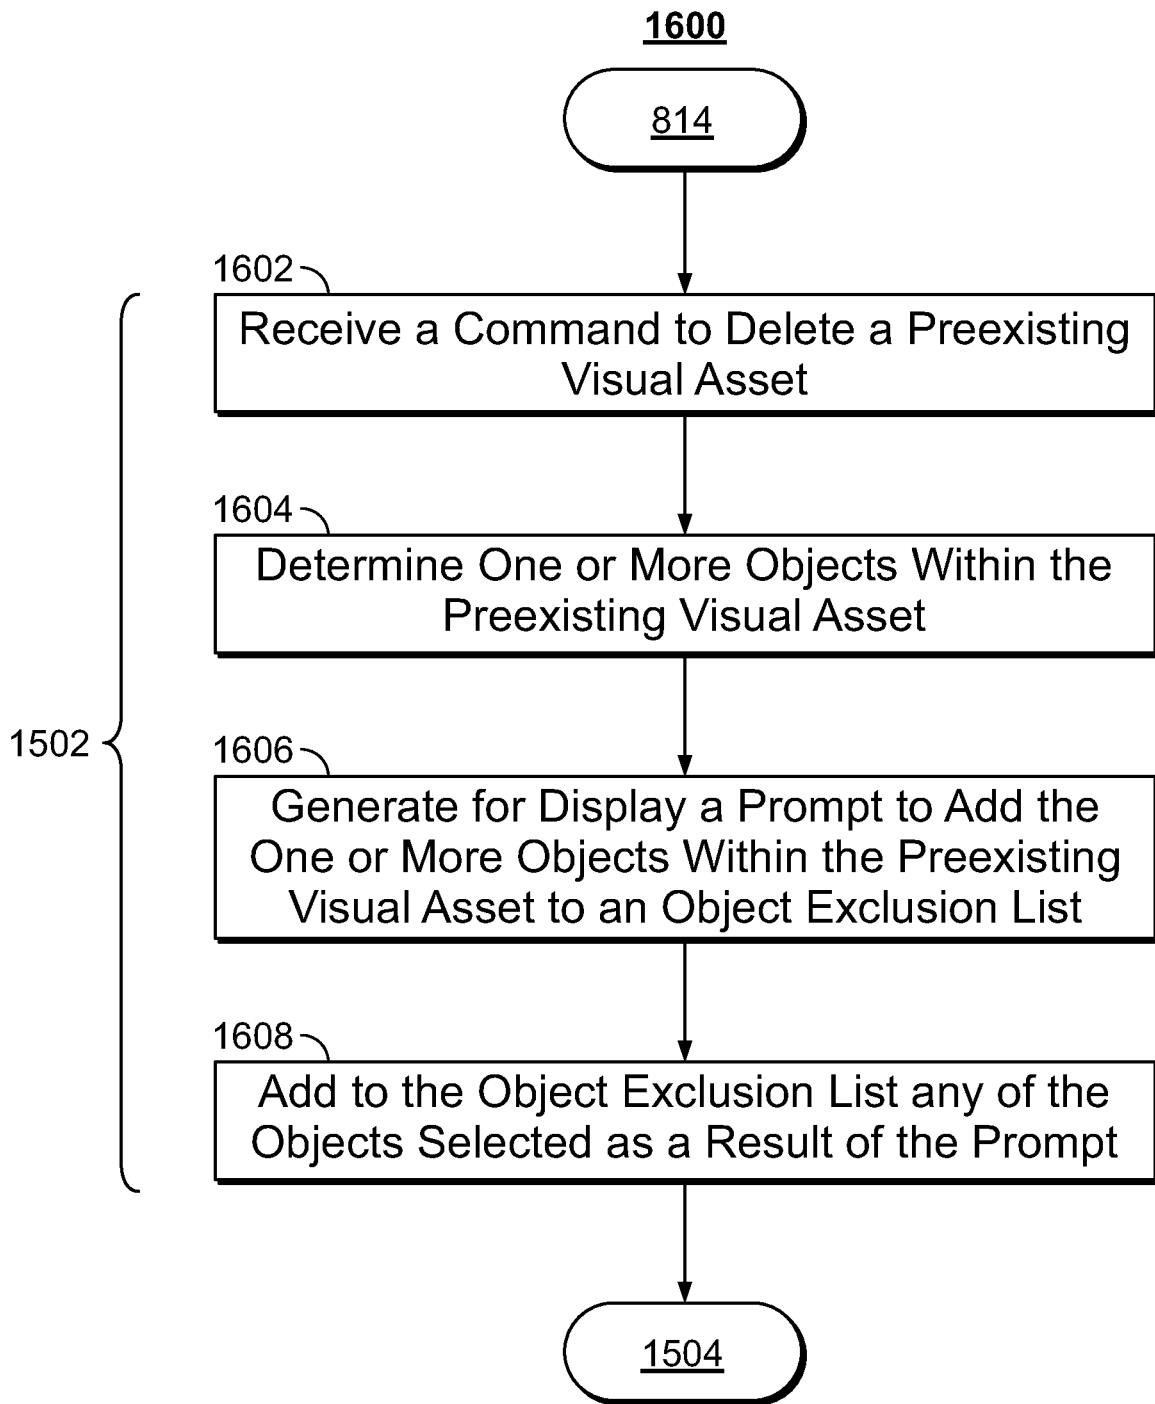 1600
814
1602
Receive a Command to Delete a Preexisting
Visual Asset
1604
Determine One or More Objects Within the
Preexisting Visual Asset
1502
1606
Generate for Display a Prompt to Add the
One or More Objects Within the Preexisting
Visual Asset to an Object Exclusion List
1608
Add to the Object Exclusion List any of the
Objects Selected as a Result of the Prompt
1504